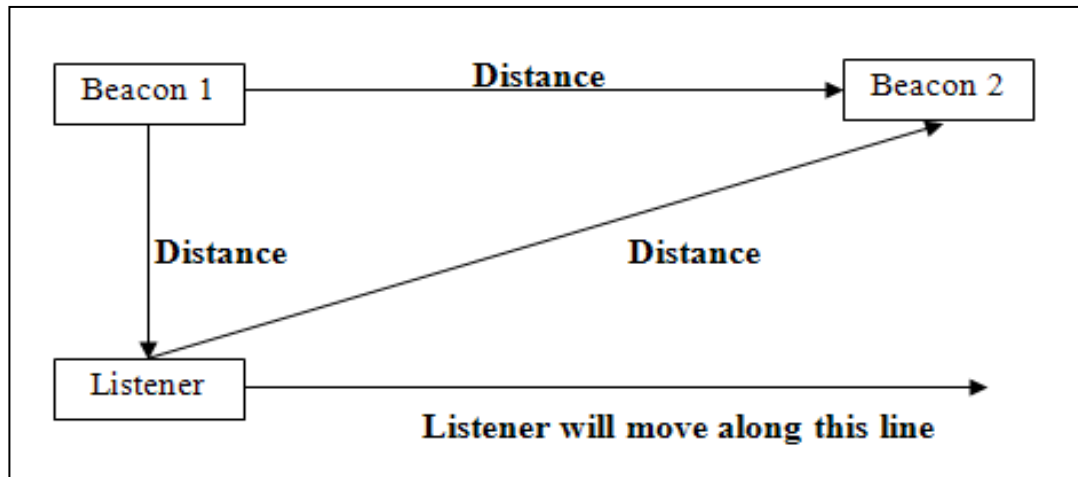 Beacon 1
Distance
Beacon 2
Distance
Distance
Listener
Listener will move along this line